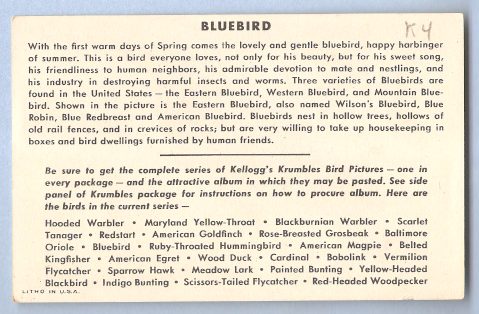 BLUEBIRD
K4
With the first warm days of Spring comes the lovely and gentle bluebird, happy harbinger
of summer. This is a bird everyone loves, not only for his beauty, but for his sweet song,
his friendliness to human neighbors, his admirable devotion to mate and nestlings, and
his industry in destroying harmful insects and worms. Three varieties of Bluebirds are
found in the United States — the Eastern Bluebird, Western Bluebird, and Mountain Blue-
bird. Shown in the picture is the Eastern Bluebird, also named Wilson's Bluebird, Blue
Robin, Blue Redbreast and American Bluebird. Bluebirds nest in hollow trees, hollows of
old rail fences, and in crevices of rocks; but are very willing to take up housekeeping in
boxes and bird dwellings furnished by human friends.
Be sure to get the complete series of Kellogg's Krumbles Bird Pictures — one in
every package — and the attractive album in which they may be pasted. See side
panel of Krumbles package for instructions on how to procure album. Here are
the birds in the current series —
Hooded Warbler • Maryland Yellow-Throat • Blackburnian Warbler • Scarlet
Tanager • Redstart • American Goldfinch • Rose-Breasted Grosbeak • Baltimore
Oriole • Bluebird • Ruby-Throated Hummingbird • American Magpie • Belted
Kingfisher • American Egret • Wood Duck • Cardinal • Bobolink • Vermilion
Flycatcher • Sparrow Hawk • Meadow Lark • Painted Bunting • Yellow-Headed
Blackbird • Indigo Bunting • Scissors-Tailed Flycatcher • Red-Headed Woodpecker
LITHO IN U.S.A.